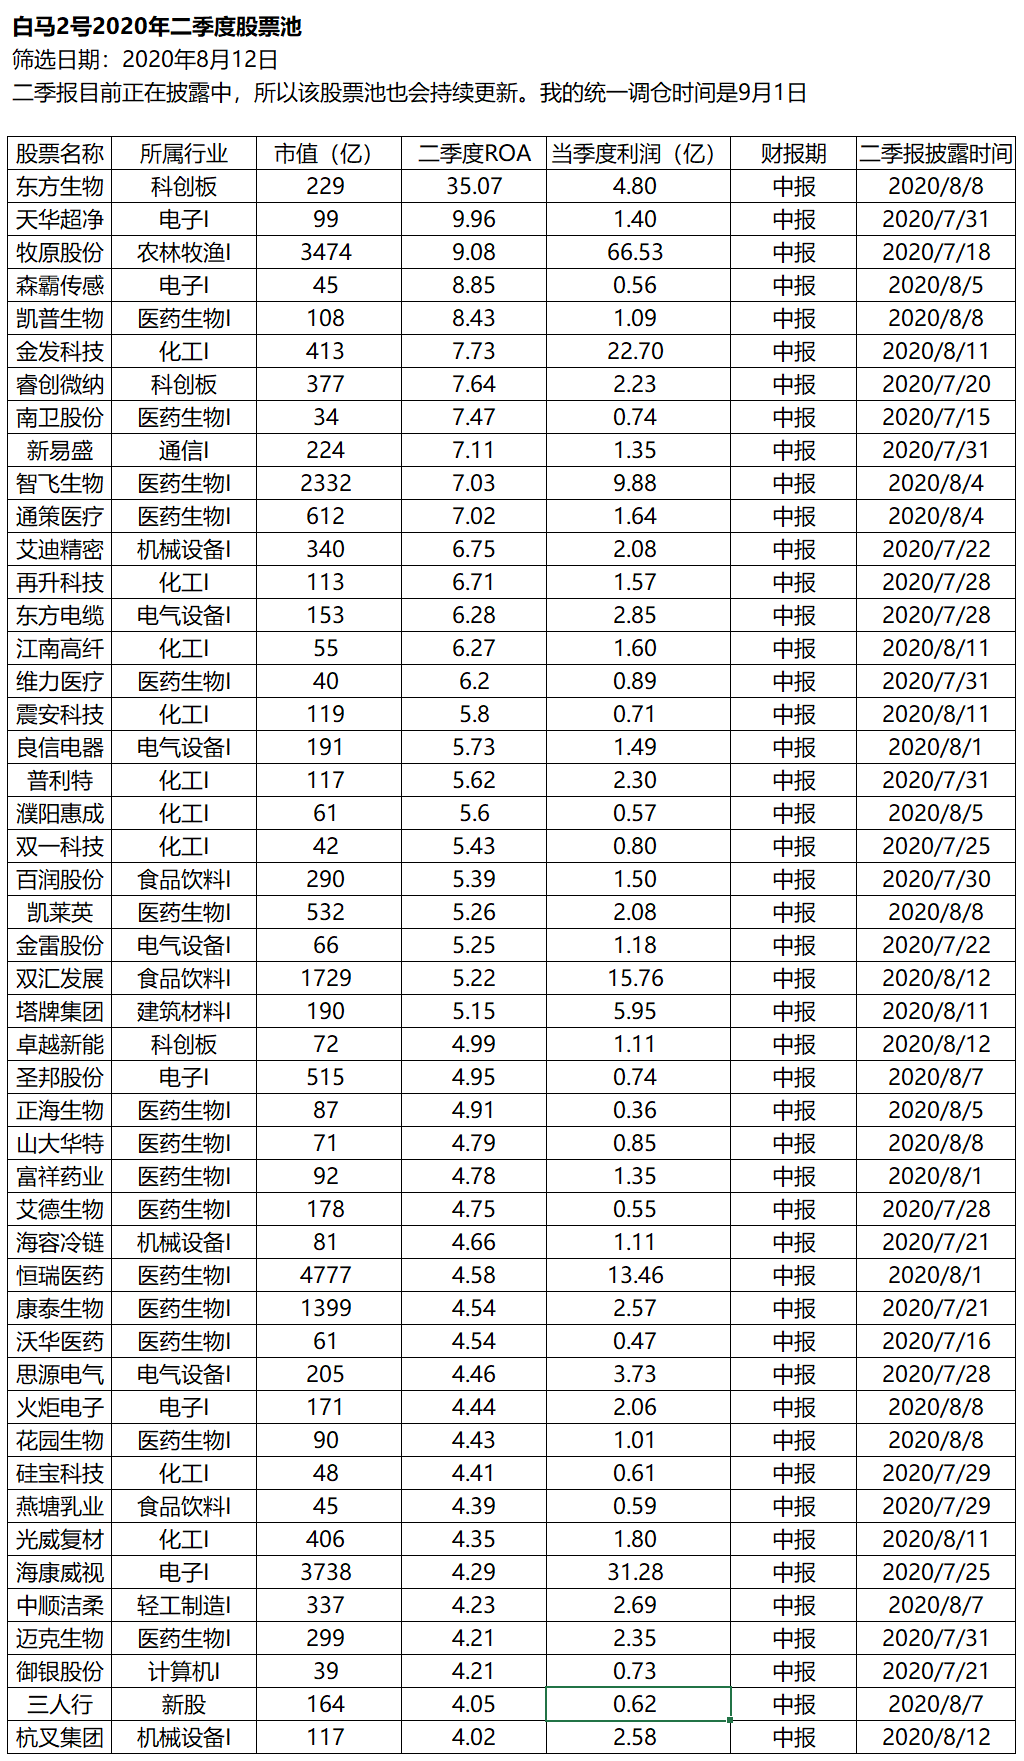 白马2号2020年二季度股票池
筛选日期：2020年8月12日
二季报目前正在披露中，所以该股票池也会持续更新。我的统一调仓时间是9月1日
股票名称 所属行业 市值（亿） 二季度ROA 当季度利润（亿） 财报期 二季报披露时间
东方生物 科创板 229 35.07 4.80 中报 2020/8/8
天华超净 电子I 99 9.96 1.40 中报 2020/7/31
牧原股份 农林牧渔I 3474 9.08 66.53 中报 2020/7/18
森霸传感 电子I 45 8.85 0.56 中报 2020/8/5
凯普生物 医药生物I 108 8.43 1.09 中报 2020/8/8
金发科技 化工I 413 7.73 22.70 中报 2020/8/11
睿创微纳 科创板 377 7.64 2.23 中报 2020/7/20
南卫股份 医药生物I 34 7.47 0.74 中报 2020/7/15
新易盛 通信I 224 7.11 1.35 中报 2020/7/31
智飞生物 医药生物I 2332 7.03 9.88 中报 2020/8/4
通策医疗 医药生物I 612 7.02 1.64 中报 2020/8/4
艾迪精密 机械设备I 340 6.75 2.08 中报 2020/7/22
再升科技 化工I 113 6.71 1.57 中报 2020/7/28
东方电缆 电气设备I 153 6.28 2.85 中报 2020/7/28
江南高纤 化工I 55 6.27 1.60 中报 2020/8/11
维力医疗 医药生物I 40 6.2 0.89 中报 2020/7/31
震安科技 化工I 119 5.8 0.71 中报 2020/8/11
良信电器 电气设备I 191 5.73 1.49 中报 2020/8/1
普利特 化工I 117 5.62 2.30 中报 2020/7/31
濮阳惠成 化工I 61 5.6 0.57 中报 2020/8/5
双一科技 化工I 42 5.43 0.80 中报 2020/7/25
百润股份 食品饮料I 290 5.39 1.50 中报 2020/7/30
凯莱英 医药生物I 532 5.26 2.08 中报 2020/8/8
金雷股份 电气设备I 66 5.25 1.18 中报 2020/7/22
双汇发展 食品饮料I 1729 5.22 15.76 中报 2020/8/12
塔牌集团 建筑材料I 190 5.15 5.95 中报 2020/8/11
卓越新能 科创板 72 4.99 1.11 中报 2020/8/12
圣邦股份 电子I 515 4.95 0.74 中报 2020/8/7
正海生物 医药生物I 87 4.91 0.36 中报 2020/8/5
山大华特 医药生物I 71 4.79 0.85 中报 2020/8/8
富祥药业 医药生物I 92 4.78 1.35 中报 2020/8/1
艾德生物 医药生物I 178 4.75 0.55 中报 2020/7/28
海容冷链 机械设备I 81 4.66 1.11 中报 2020/7/21
恒瑞医药 医药生物I 4777 4.58 13.46 中报 2020/8/1
康泰生物 医药生物I 1399 4.54 2.57 中报 2020/7/21
沃华医药 医药生物I 61 4.54 0.47 中报 2020/7/16
思源电气 电气设备I 205 4.46 3.73 中报 2020/7/28
火炬电子 电子I 171 4.44 2.06 中报 2020/8/8
花园生物 医药生物I 90 4.43 1.01 中报 2020/8/8
硅宝科技 化工I 48 4.41 0.61 中报 2020/7/29
燕塘乳业 食品饮料I 45 4.39 0.59 中报 2020/7/29
光威复材 化工I 406 4.35 1.80 中报 2020/8/11
海康威视 电子I 3738 4.29 31.28 中报 2020/7/25
中顺洁柔 轻工制造I 337 4.23 2.69 中报 2020/8/7
迈克生物 医药生物I 299 4.21 2.35 中报 2020/7/31
御银股份 计算机I 39 4.21 0.73 中报 2020/7/21
三人行 新股 164 4.05 0.62 中报 2020/8/7
杭叉集团 机械设备I 117 4.02 2.58 中报 2020/8/12